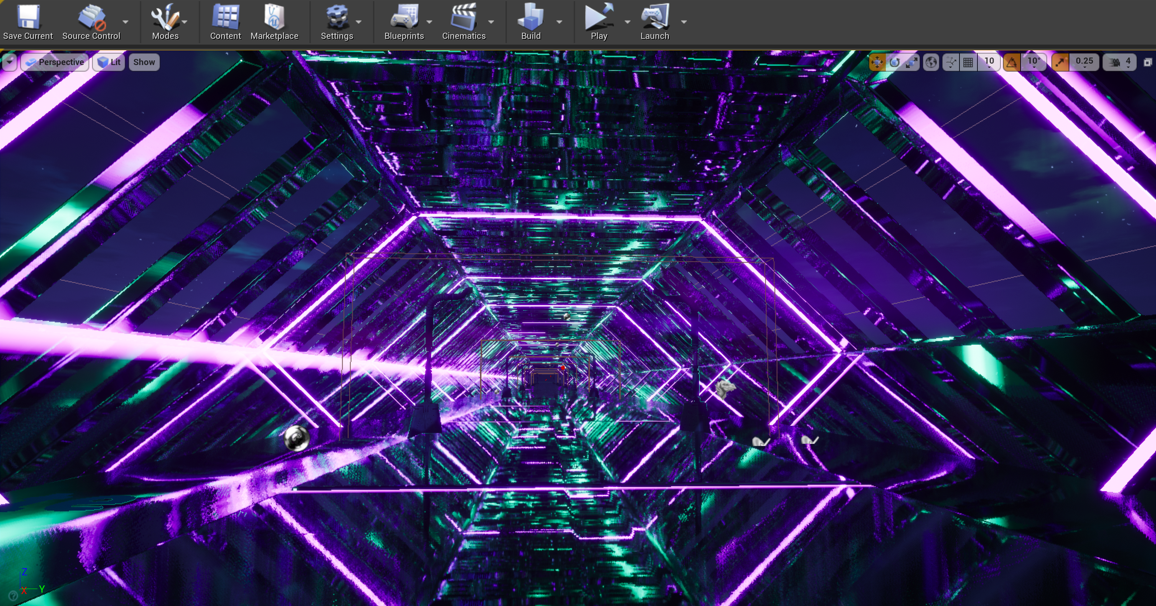 Save Current Source Control Modes Content Marketplace Settings Blueprints Cinematics Build Play Launch
Perspective Lit Show 10 10° 0.25 4
Z
Y
X